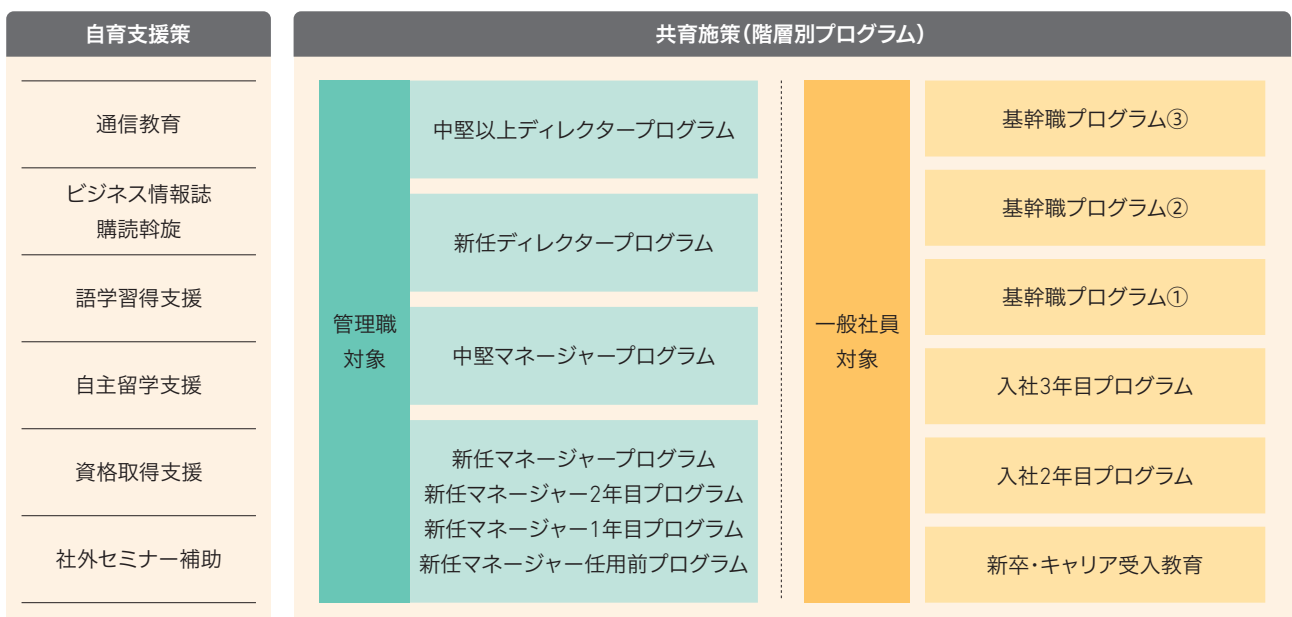 自育支援策
通信教育
ビジネス情報誌
購読斡旋
語学習得支援
自主留学支援
資格取得支援
社外セミナー補助
共育施策(階層別プログラム)
管理職
対象
中堅以上ディレクタープログラム
新任ディレクタープログラム
中堅マネージャープログラム
新任マネージャープログラム
新任マネージャー2年目プログラム
新任マネージャー1年目プログラム
新任マネージャー任用前プログラム
一般社員
対象
基幹職プログラム③
基幹職プログラム②
基幹職プログラム①
入社3年目プログラム
入社2年目プログラム
新卒・キャリア受入教育